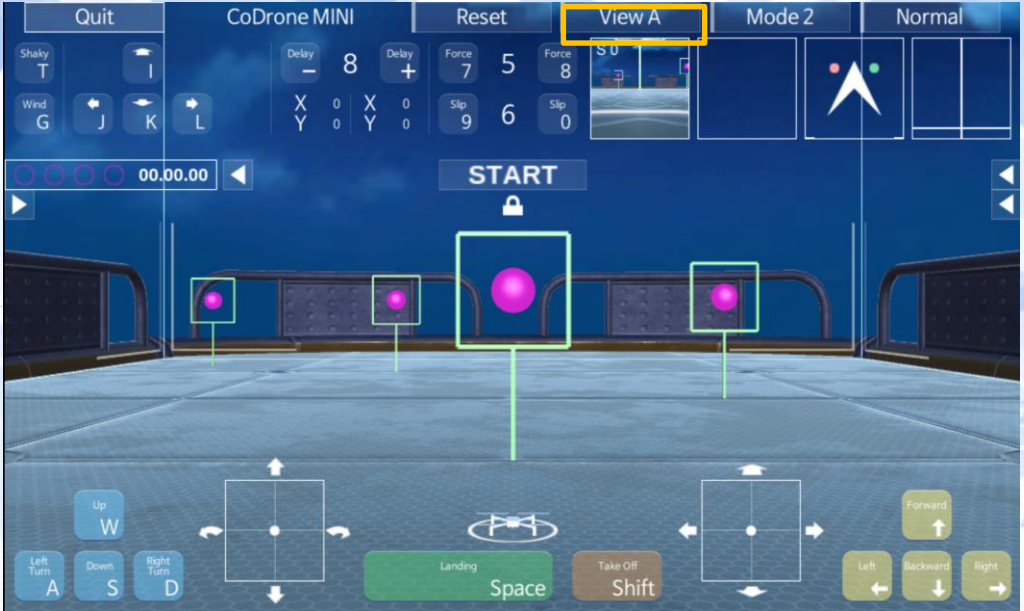 Quit CoDrone MINI Reset View A Mode 2 Normal
Shaky T I Delay - 8 Delay + Force 7 5 Force 8 S 0
Wind G J K L X 0 X 0 Slip 9 6 Slip 0
Y 0 Y 0
00.00.00 START
Up W Forward
Left Turn A Down S Right Turn D Landing Space Take Off Shift Left Backward Right